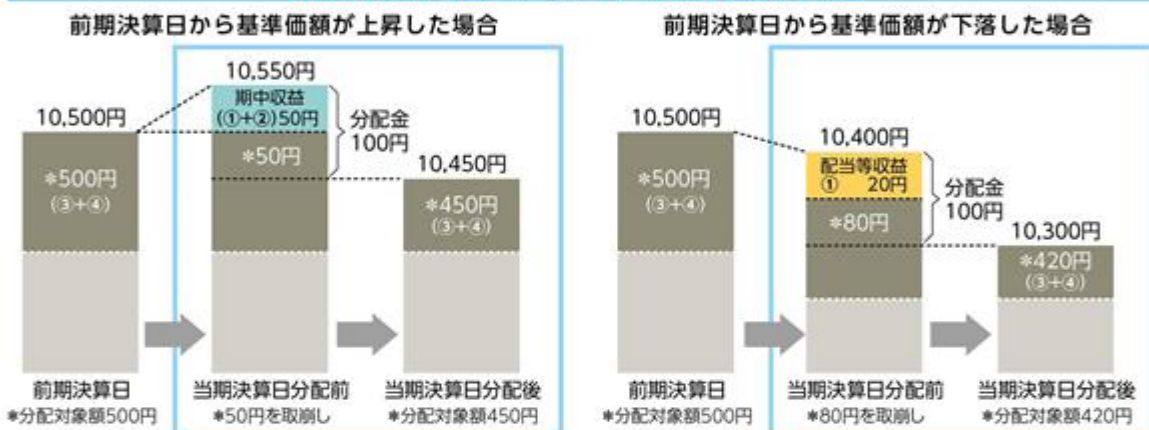 前期決算日から基準価額が上昇した場合
10,550円
期中収益
(①+②)50円
10,500円
分配金
100円
*50円
10,450円
*500円
(③+④)
*450円
(③+④)
前期決算日
当期決算日分配前
当期決算日分配後
*分配対象額500円
*50円を取崩し
*分配対象額450円
前期決算日から基準価額が下落した場合
10,500円
10,400円
配当等収益
① 20円
*500円
(③+④)
分配金
100円
*80円
10,300円
*420円
(③+④)
前期決算日
当期決算日分配前
当期決算日分配後
*分配対象額500円
*80円を取崩し
*分配対象額420円